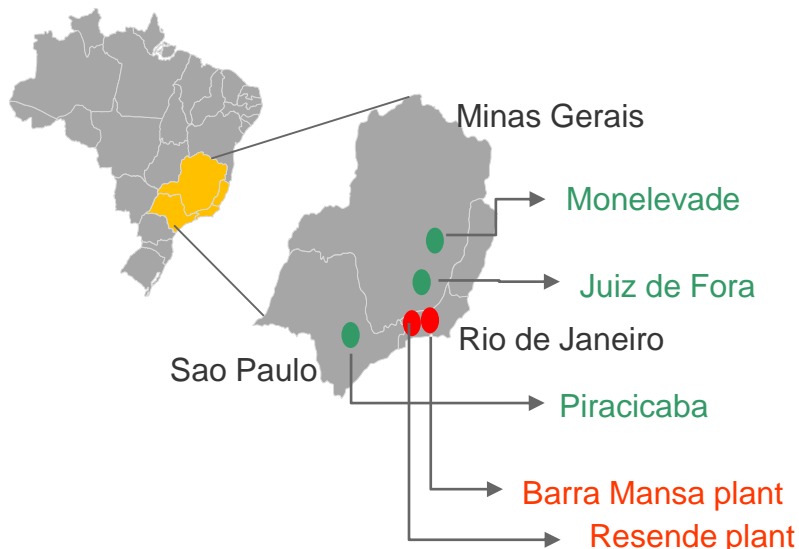 Minas Gerais
Monelevade
Juiz de Fora
Rio de Janeiro
Sao Paulo
Piracicaba
Barra Mansa plant
Resende plant